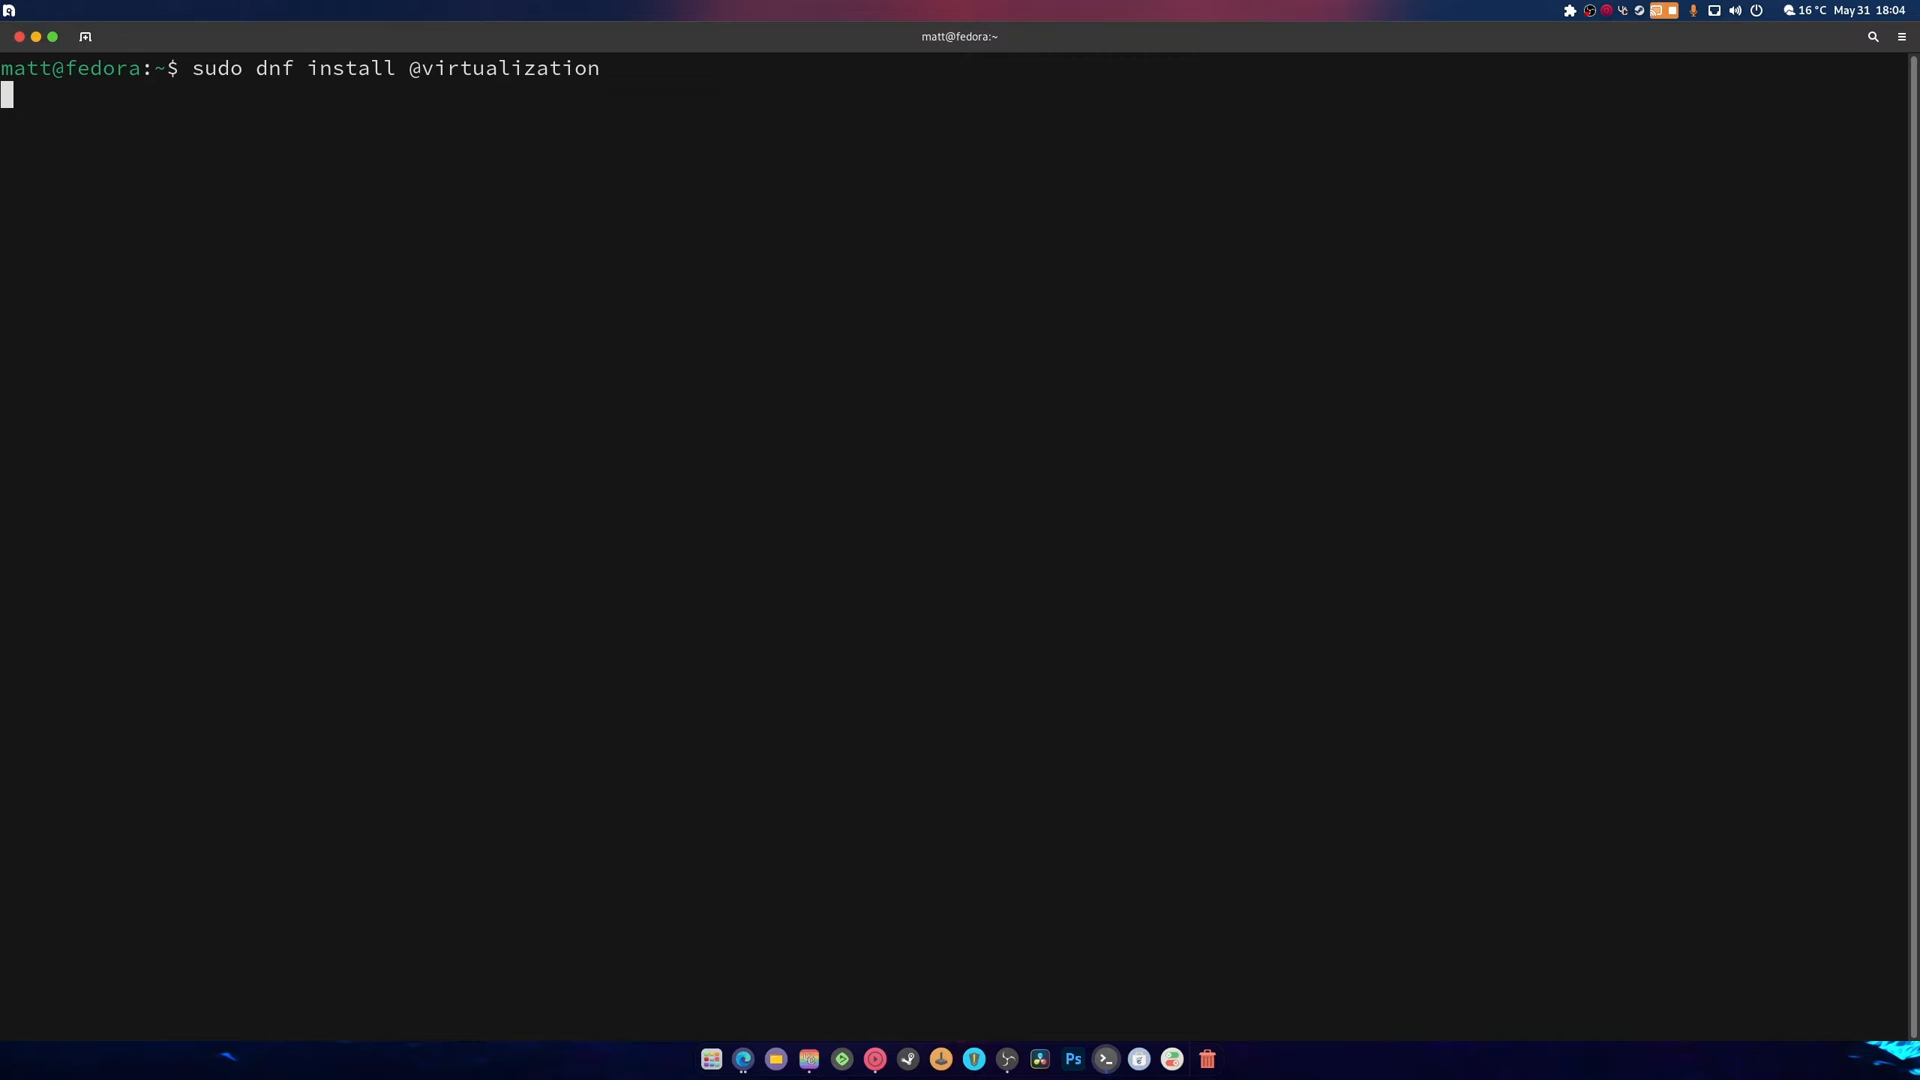 16 °C May 31 18:04
matt@fedora:~
matt@fedora:~$ sudo dnf install @virtualization
Ps